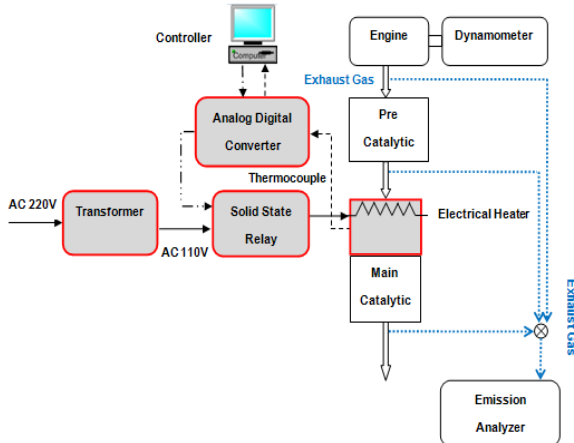 Controller
Computer
Engine
Dynamometer
Exhaust Gas
Analog Digital
Converter
Pre
Catalytic
Thermocouple
AC 220V
Transformer
Solid State
Relay
Electrical Heater
AC 110V
Main
Catalytic
Exhaust Gas
Emission
Analyzer